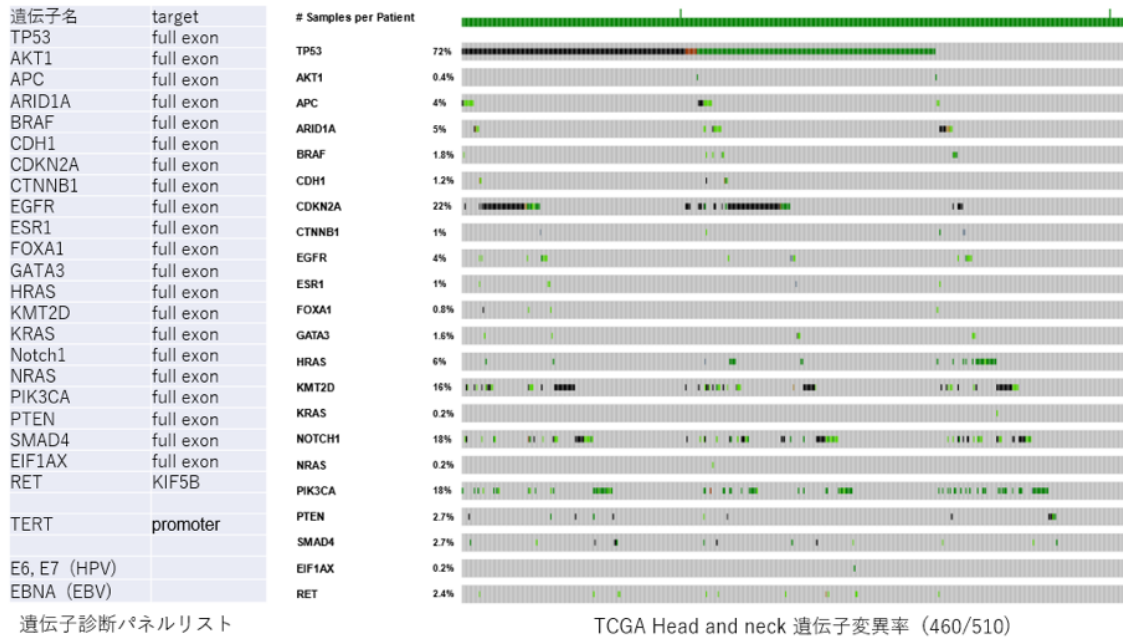 遺伝子名 target
TP53 full exon
AKT1 full exon
APC full exon
ARID1A full exon
BRAF full exon
CDH1 full exon
CDKN2A full exon
CTNNB1 full exon
EGFR full exon
ESR1 full exon
FOXA1 full exon
GATA3 full exon
HRAS full exon
KMT2D full exon
KRAS full exon
Notch1 full exon
NRAS full exon
PIK3CA full exon
PTEN full exon
SMAD4 full exon
EIF1AX full exon
RET KIF5B
TERT promoter
E6, E7（HPV）
EBNA（EBV）
遺伝子診断パネルリスト
# Samples per Patient
TP53 72%
AKT1 0.4%
APC 4%
ARID1A 5%
BRAF 1.8%
CDH1 1.2%
CDKN2A 22%
CTNNB1 1%
EGFR 4%
ESR1 1%
FOXA1 0.8%
GATA3 1.6%
HRAS 6%
KMT2D 16%
KRAS 0.2%
NOTCH1 18%
NRAS 0.2%
PIK3CA 18%
PTEN 2.7%
SMAD4 2.7%
EIF1AX 0.2%
RET 2.4%
TCGA Head and neck 遺伝子変異率（460/510）